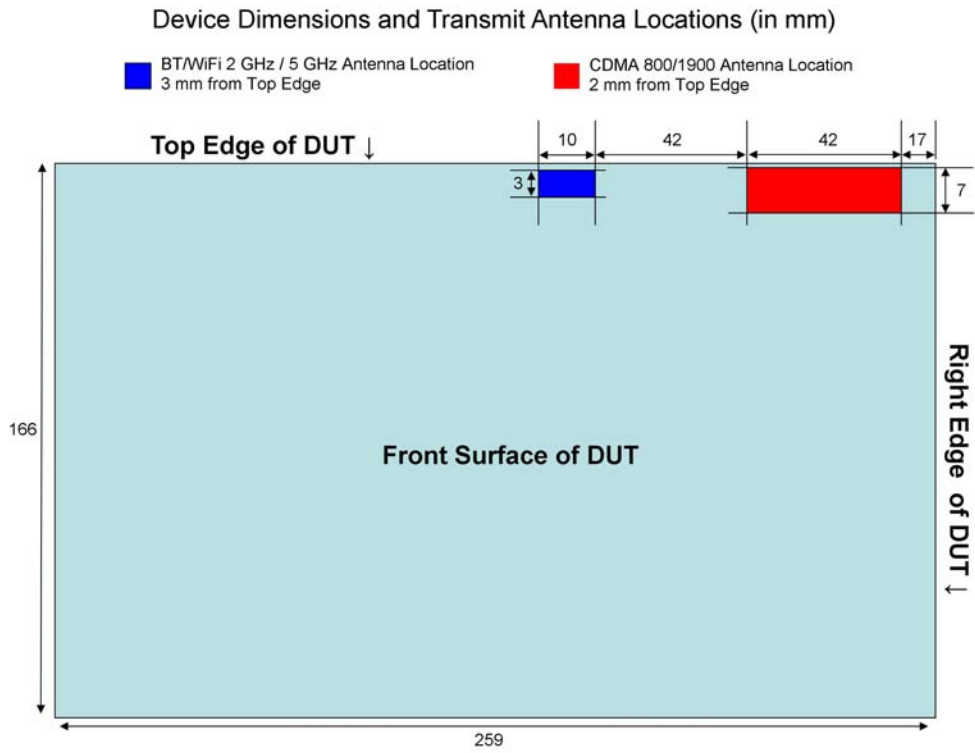 Device Dimensions and Transmit Antenna Locations (in mm)
BT/WiFi 2 GHz / 5 GHz Antenna Location
3 mm from Top Edge
CDMA 800/1900 Antenna Location
2 mm from Top Edge
Top Edge of DUT ↓
10
42
42
17
3
7
166
Front Surface of DUT
Right Edge of DUT ↓
259